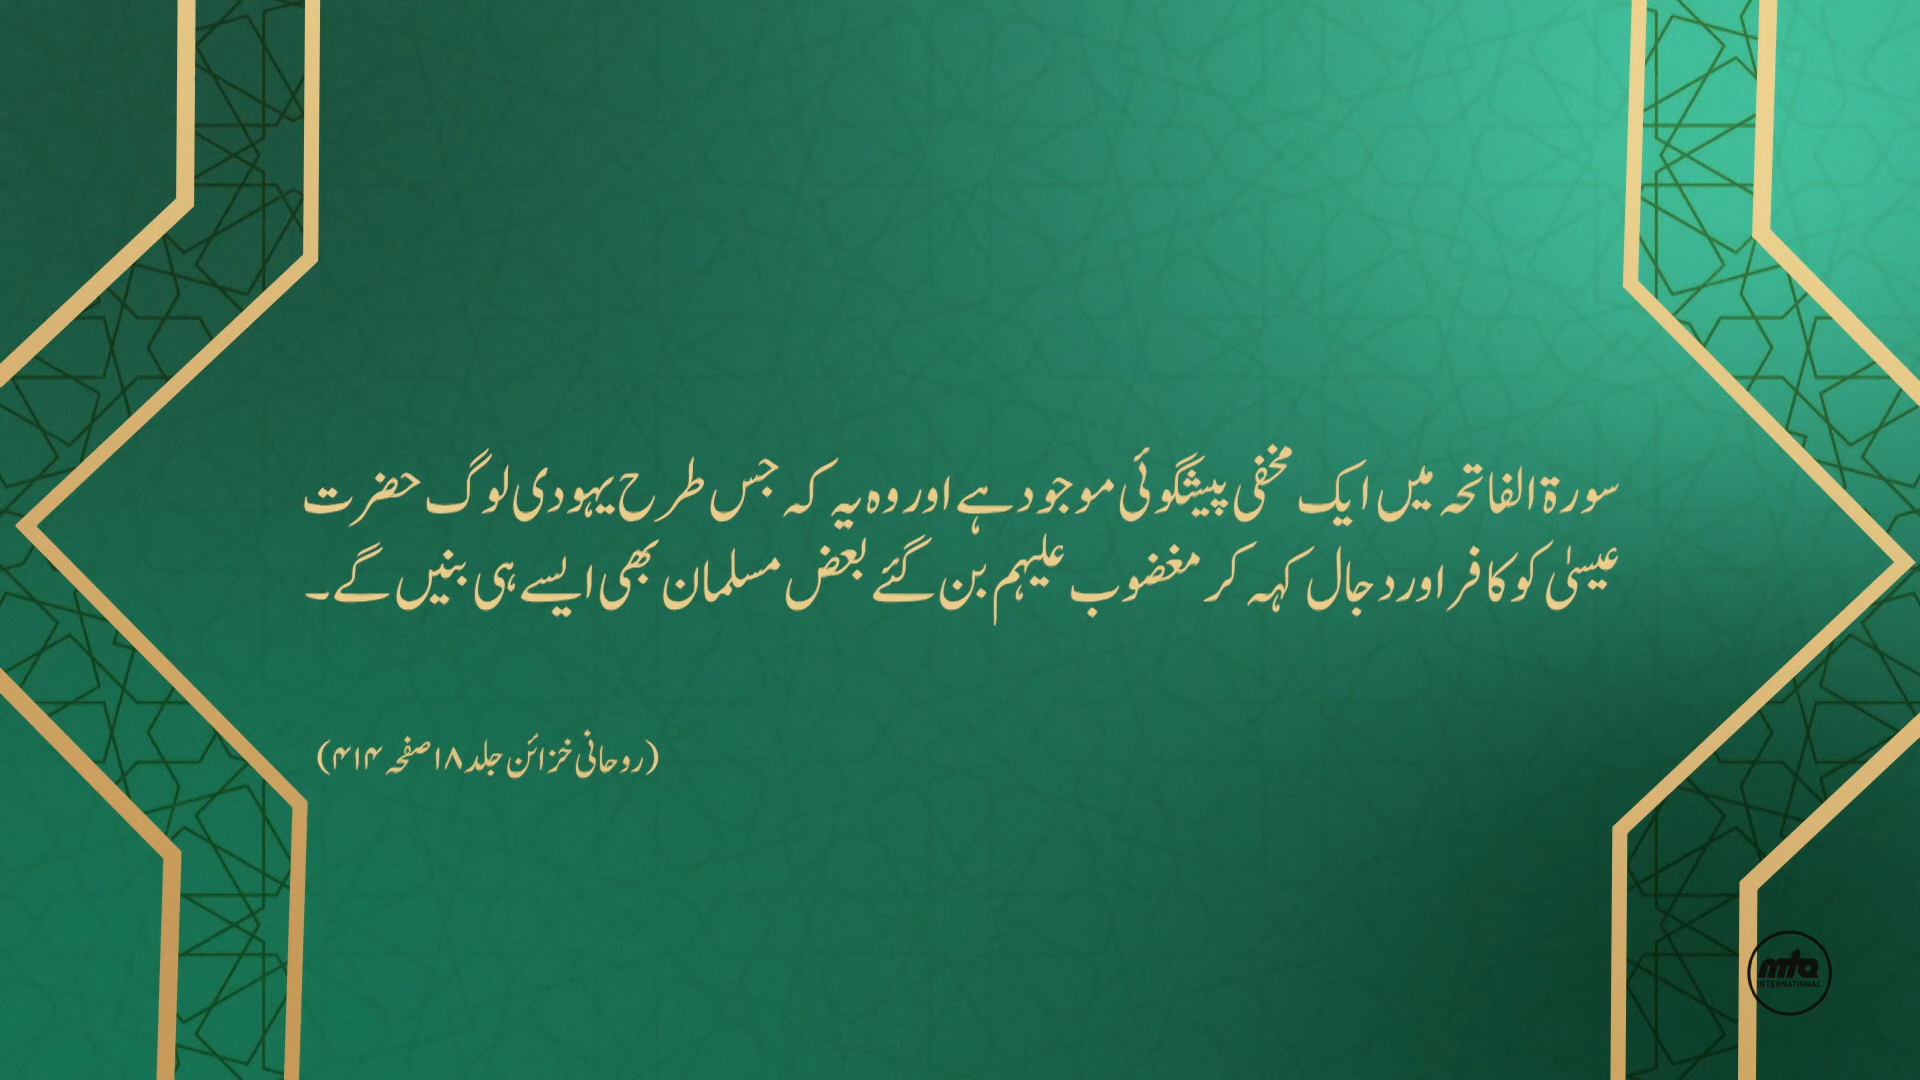 سورۃ الفاتحہ میں ایک مخفی پیشگوئی موجود ہے اور وہ یہ کہ جس طرح یہودی لوگ حضرت
عیسیٰ کو کافر اور دجال کہہ کر مغضوب علیہم بن گئے بعض مسلمان بھی ایسے ہی بنیں گے۔
(روحانی خزائن جلد ۱۸ صفحہ ۴۱۴)
mta
INTERNATIONAL